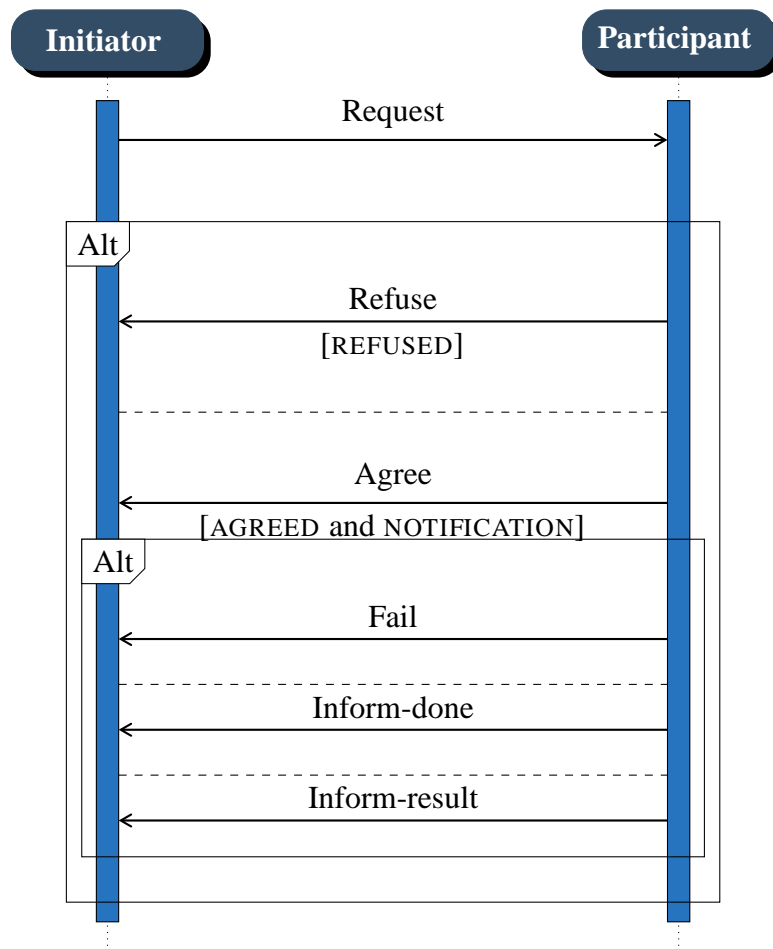 Initiator
Participant
Request
Alt
Refuse
[REFUSED]
Agree
[AGREED and NOTIFICATION]
Alt
Fail
Inform-done
Inform-result